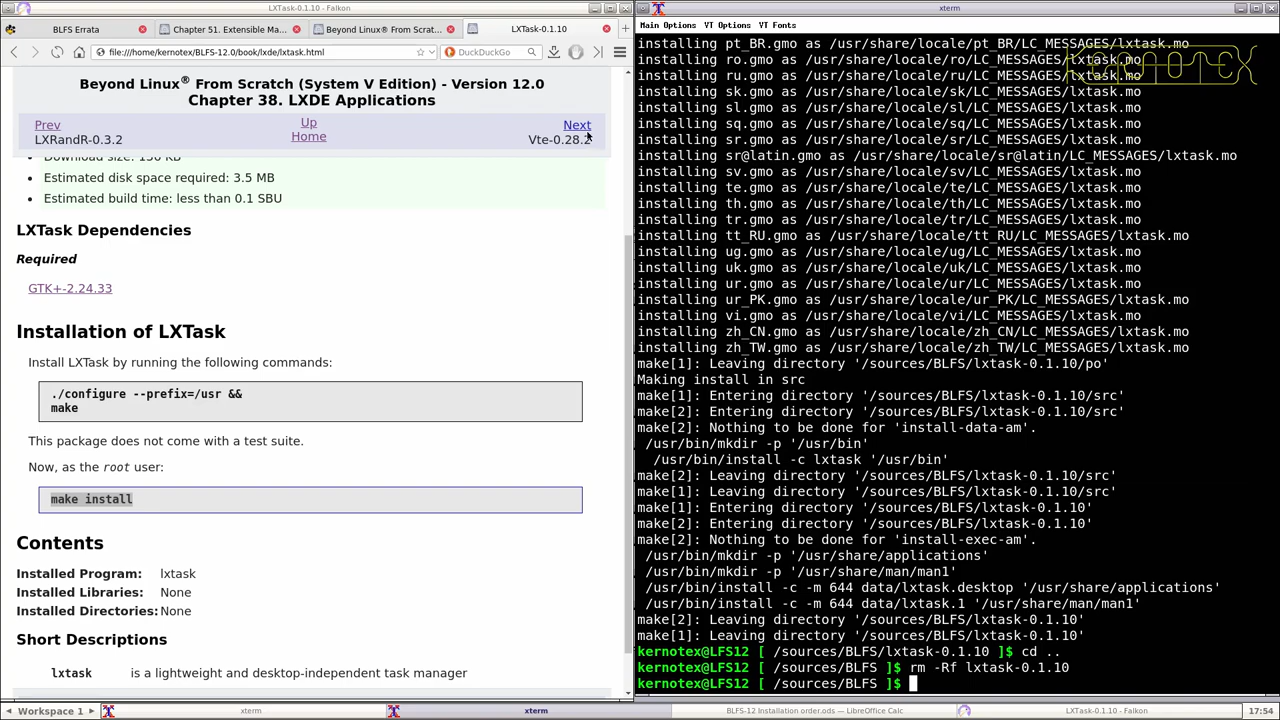 LXTask-0.1.10 - Falkon
BLFS Errata
Chapter 51. Extensible Ma...
Beyond Linux® From Scrat...
LXTask-0.1.10
file:///home/kernotex/BLFS-12.0/book/lxde/lxtask.html
DuckDuckGo
Beyond Linux® From Scratch (System V Edition) - Version 12.0
Chapter 38. LXDE Applications
Prev
Up
Next
LXRandR-0.3.2
Home
Vte-0.28.2
Download size: 150 KB
Estimated disk space required: 3.5 MB
Estimated build time: less than 0.1 SBU
LXTask Dependencies
Required
GTK+-2.24.33
Installation of LXTask
Install LXTask by running the following commands:
./configure --prefix=/usr &&
make
This package does not come with a test suite.
Now, as the root user:
make install
Contents
Installed Program: lxtask
Installed Libraries: None
Installed Directories: None
Short Descriptions
lxtask is a lightweight and desktop-independent task manager
xterm
Main Options VT Options VT Fonts
KERNOTEX
installing pt_BR.gmo as /usr/share/locale/pt_BR/LC_MESSAGES/lxtask.mo
installing ro.gmo as /usr/share/locale/ro/LC_MESSAGES/lxtask.mo
installing ru.gmo as /usr/share/locale/ru/LC_MESSAGES/lxtask.mo
installing sk.gmo as /usr/share/locale/sk/LC_MESSAGES/lxtask.mo
installing sl.gmo as /usr/share/locale/sl/LC_MESSAGES/lxtask.mo
installing sq.gmo as /usr/share/locale/sq/LC_MESSAGES/lxtask.mo
installing sr.gmo as /usr/share/locale/sr/LC_MESSAGES/lxtask.mo
installing sr@latin.gmo as /usr/share/locale/sr@latin/LC_MESSAGES/lxtask.mo
installing sv.gmo as /usr/share/locale/sv/LC_MESSAGES/lxtask.mo
installing te.gmo as /usr/share/locale/te/LC_MESSAGES/lxtask.mo
installing th.gmo as /usr/share/locale/th/LC_MESSAGES/lxtask.mo
installing tr.gmo as /usr/share/locale/tr/LC_MESSAGES/lxtask.mo
installing tt_RU.gmo as /usr/share/locale/tt_RU/LC_MESSAGES/lxtask.mo
installing ug.gmo as /usr/share/locale/ug/LC_MESSAGES/lxtask.mo
installing uk.gmo as /usr/share/locale/uk/LC_MESSAGES/lxtask.mo
installing ur.gmo as /usr/share/locale/ur/LC_MESSAGES/lxtask.mo
installing ur_PK.gmo as /usr/share/locale/ur_PK/LC_MESSAGES/lxtask.mo
installing vi.gmo as /usr/share/locale/vi/LC_MESSAGES/lxtask.mo
installing zh_CN.gmo as /usr/share/locale/zh_CN/LC_MESSAGES/lxtask.mo
installing zh_TW.gmo as /usr/share/locale/zh_TW/LC_MESSAGES/lxtask.mo
make[1]: Leaving directory '/sources/BLFS/lxtask-0.1.10/po'
Making install in src
make[1]: Entering directory '/sources/BLFS/lxtask-0.1.10/src'
make[2]: Entering directory '/sources/BLFS/lxtask-0.1.10/src'
make[2]: Nothing to be done for 'install-data-am'.
/usr/bin/mkdir -p '/usr/bin'
/usr/bin/install -c lxtask '/usr/bin'
make[2]: Leaving directory '/sources/BLFS/lxtask-0.1.10/src'
make[1]: Leaving directory '/sources/BLFS/lxtask-0.1.10/src'
make[1]: Entering directory '/sources/BLFS/lxtask-0.1.10'
make[2]: Entering directory '/sources/BLFS/lxtask-0.1.10'
make[2]: Nothing to be done for 'install-exec-am'.
/usr/bin/mkdir -p '/usr/share/applications'
/usr/bin/mkdir -p '/usr/share/man/man1'
/usr/bin/install -c -m 644 data/lxtask.desktop '/usr/share/applications'
/usr/bin/install -c -m 644 data/lxtask.1 '/usr/share/man/man1'
make[2]: Leaving directory '/sources/BLFS/lxtask-0.1.10'
make[1]: Leaving directory '/sources/BLFS/lxtask-0.1.10'
kernotex@LFS12 [ /sources/BLFS/lxtask-0.1.10 ]$ cd ..
kernotex@LFS12 [ /sources/BLFS ]$ rm -Rf lxtask-0.1.10
kernotex@LFS12 [ /sources/BLFS ]$
Workspace 1
xterm
xterm
BLFS-12 Installation order.ods — LibreOffice Calc
LXTask-0.1.10 - Falkon
17:54